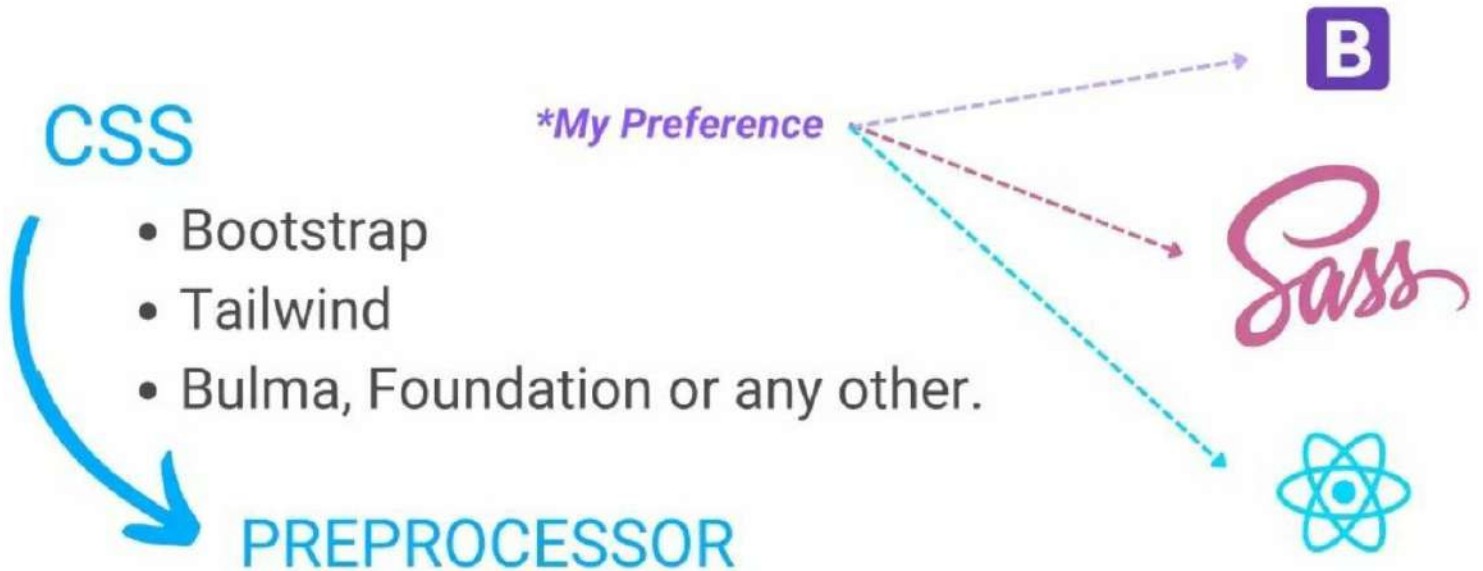 B
CSS
*My Preference
• Bootstrap
Sass
• Tailwind
• Bulma, Foundation or any other.
PREPROCESSOR